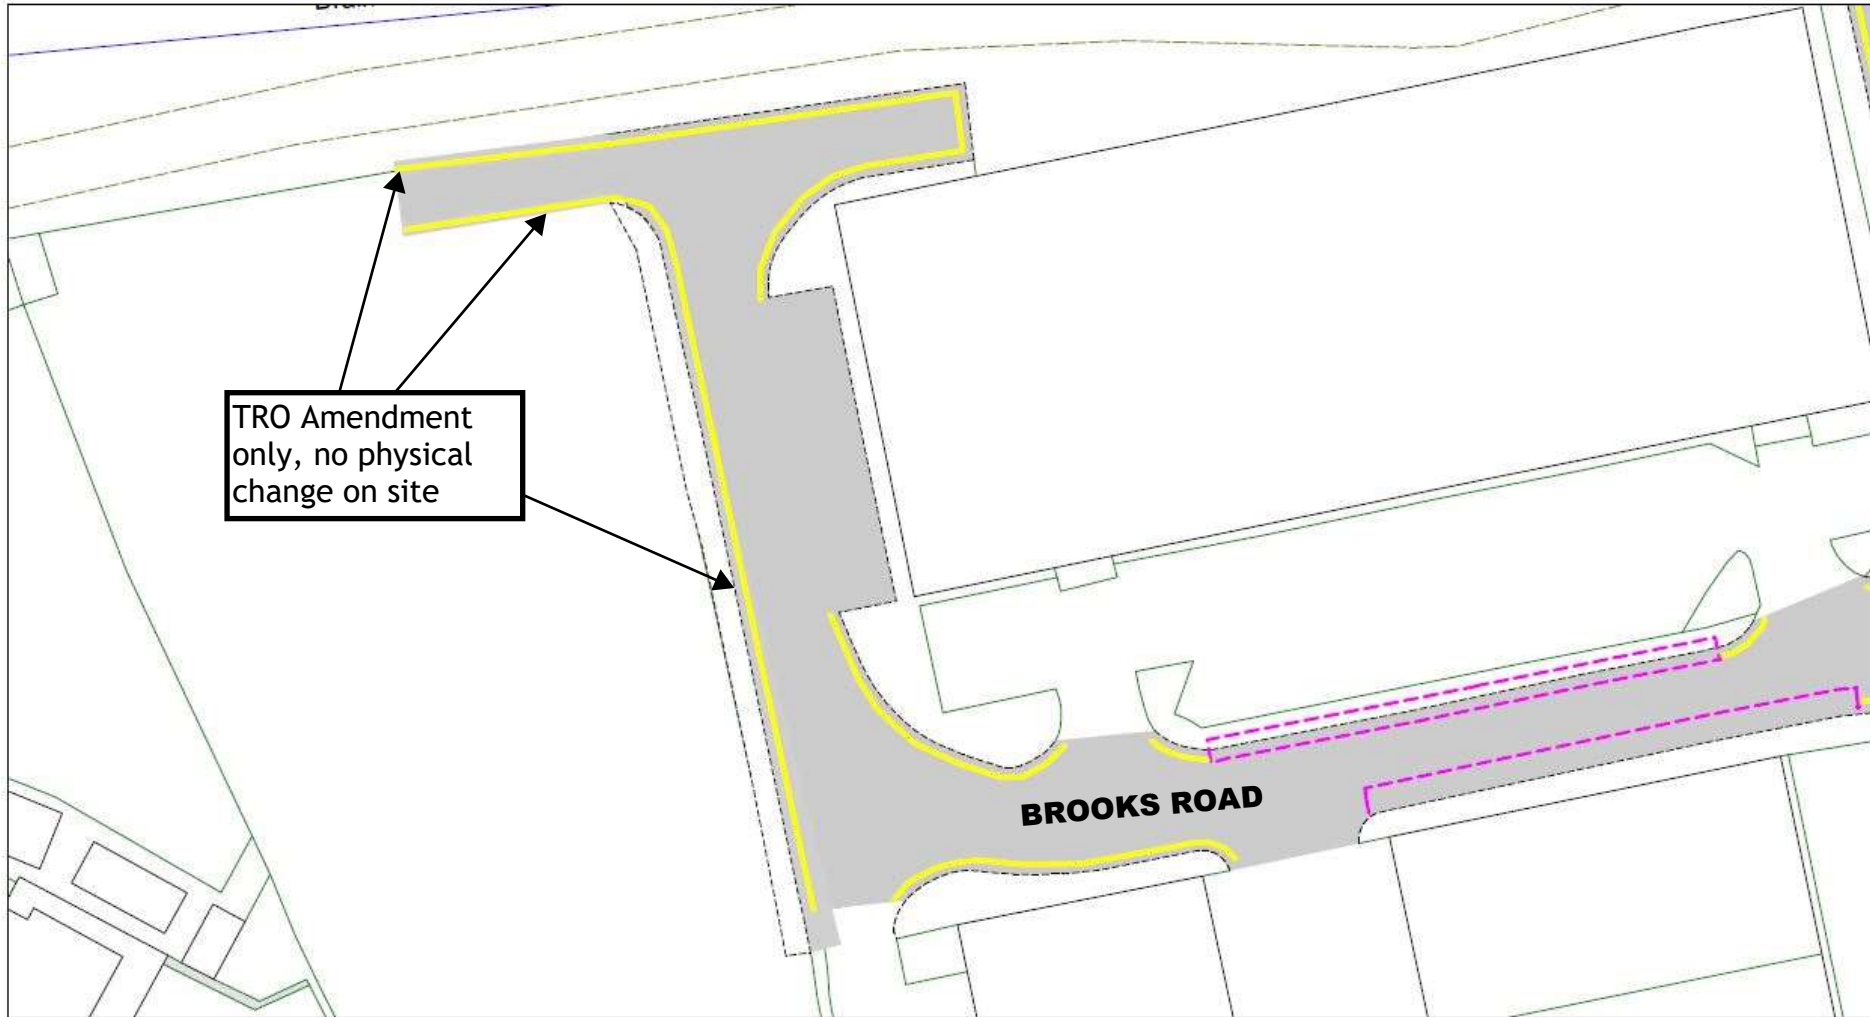 TRO Amendment
only, no physical
change on site
BROOKS ROAD